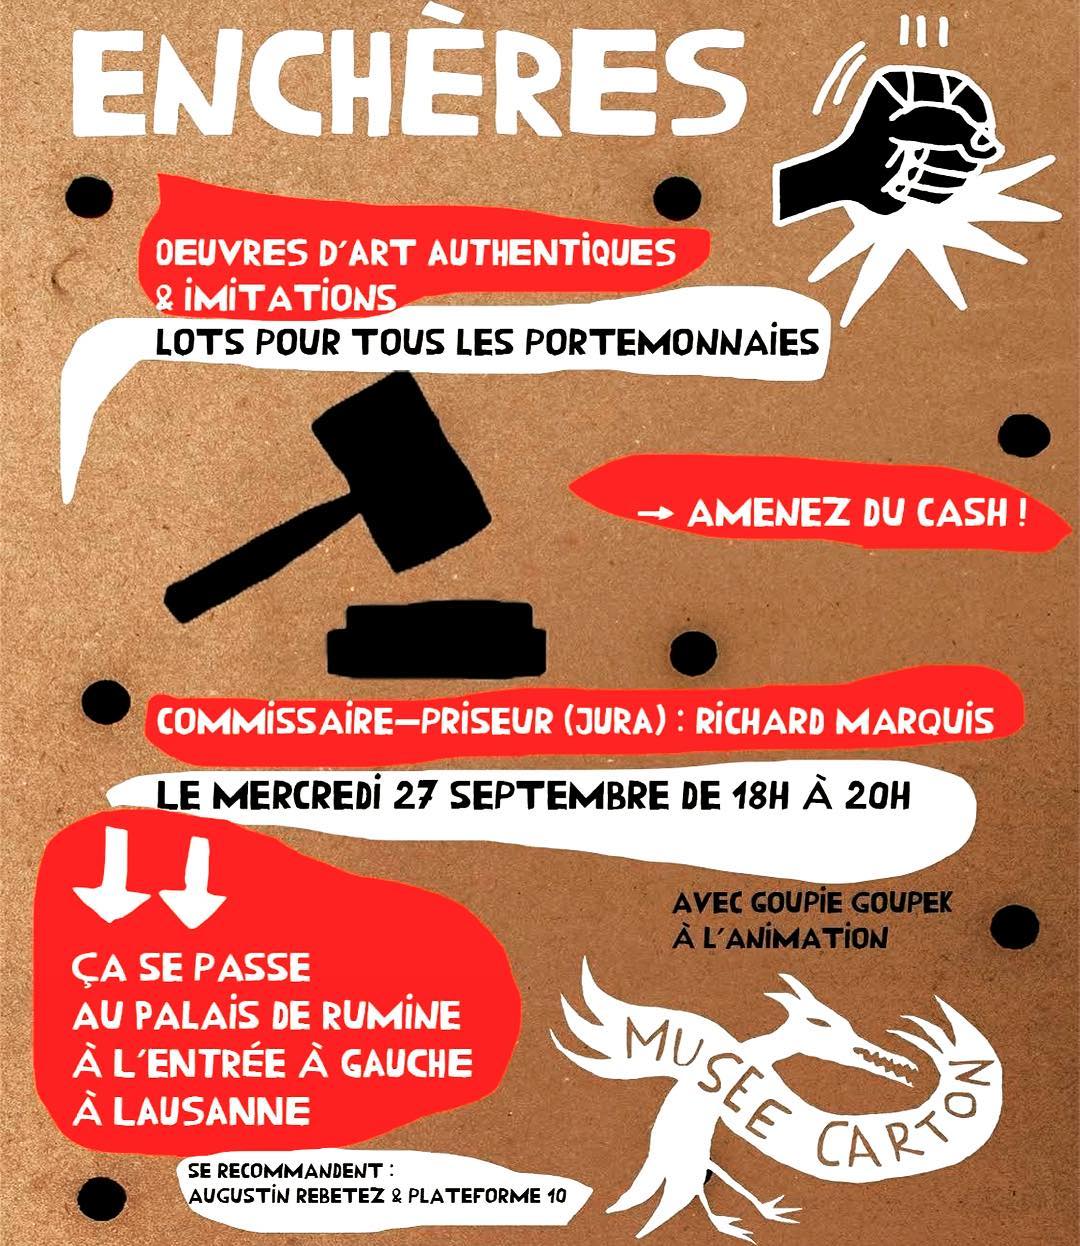 ENCHÈRES
OEUVRES D'ART AUTHENTIQUES
& IMITATIONS
LOTS POUR TOUS LES PORTEMONNAIES
→ AMENEZ DU CASH !
COMMISSAIRE-PRISEUR (JURA) : RICHARD MARQUIS
LE MERCREDI 27 SEPTEMBRE DE 18H À 20H
AVEC GOUPIE GOUPEK
À L'ANIMATION
ÇA SE PASSE
AU PALAIS DE RUMINE
À L'ENTRÉE À GAUCHE
À LAUSANNE
MUSEE CARTON
SE RECOMMANDENT :
AUGUSTIN REBETEZ & PLATEFORME 10